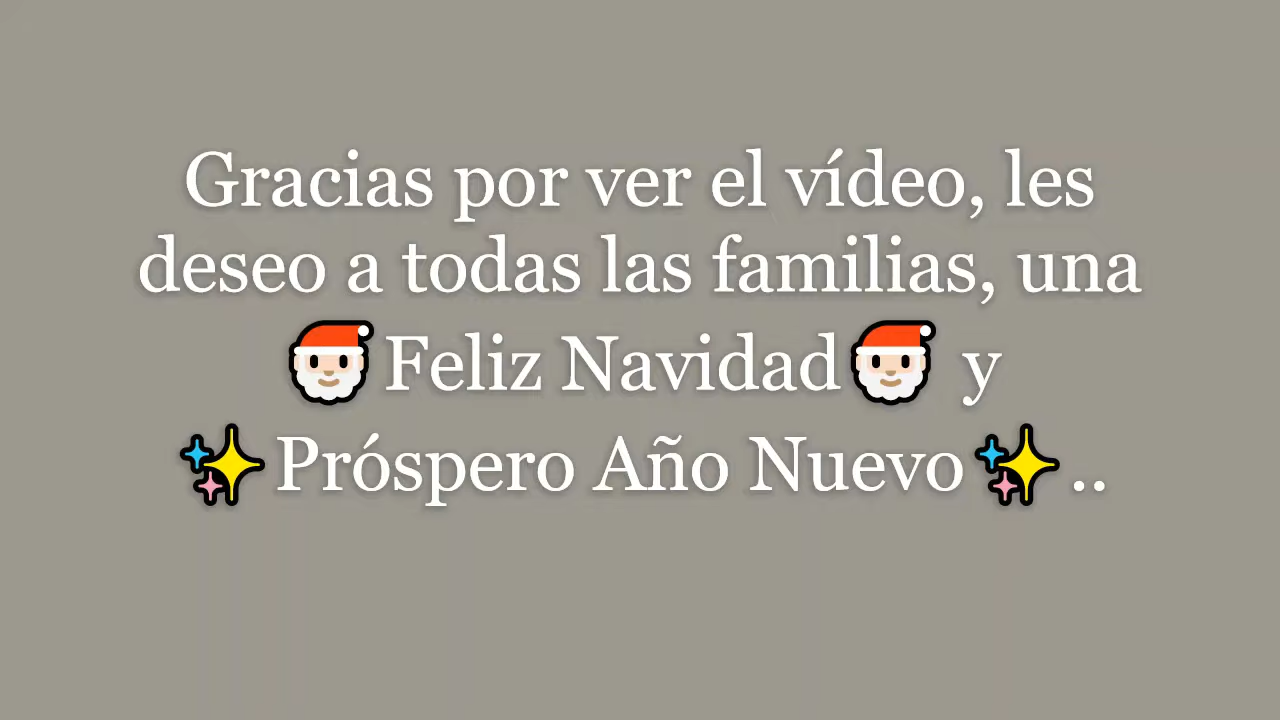 Gracias por ver el vídeo, les
deseo a todas las familias, una
🎅🏻Feliz Navidad🎅🏻 y
✨Próspero Año Nuevo✨..